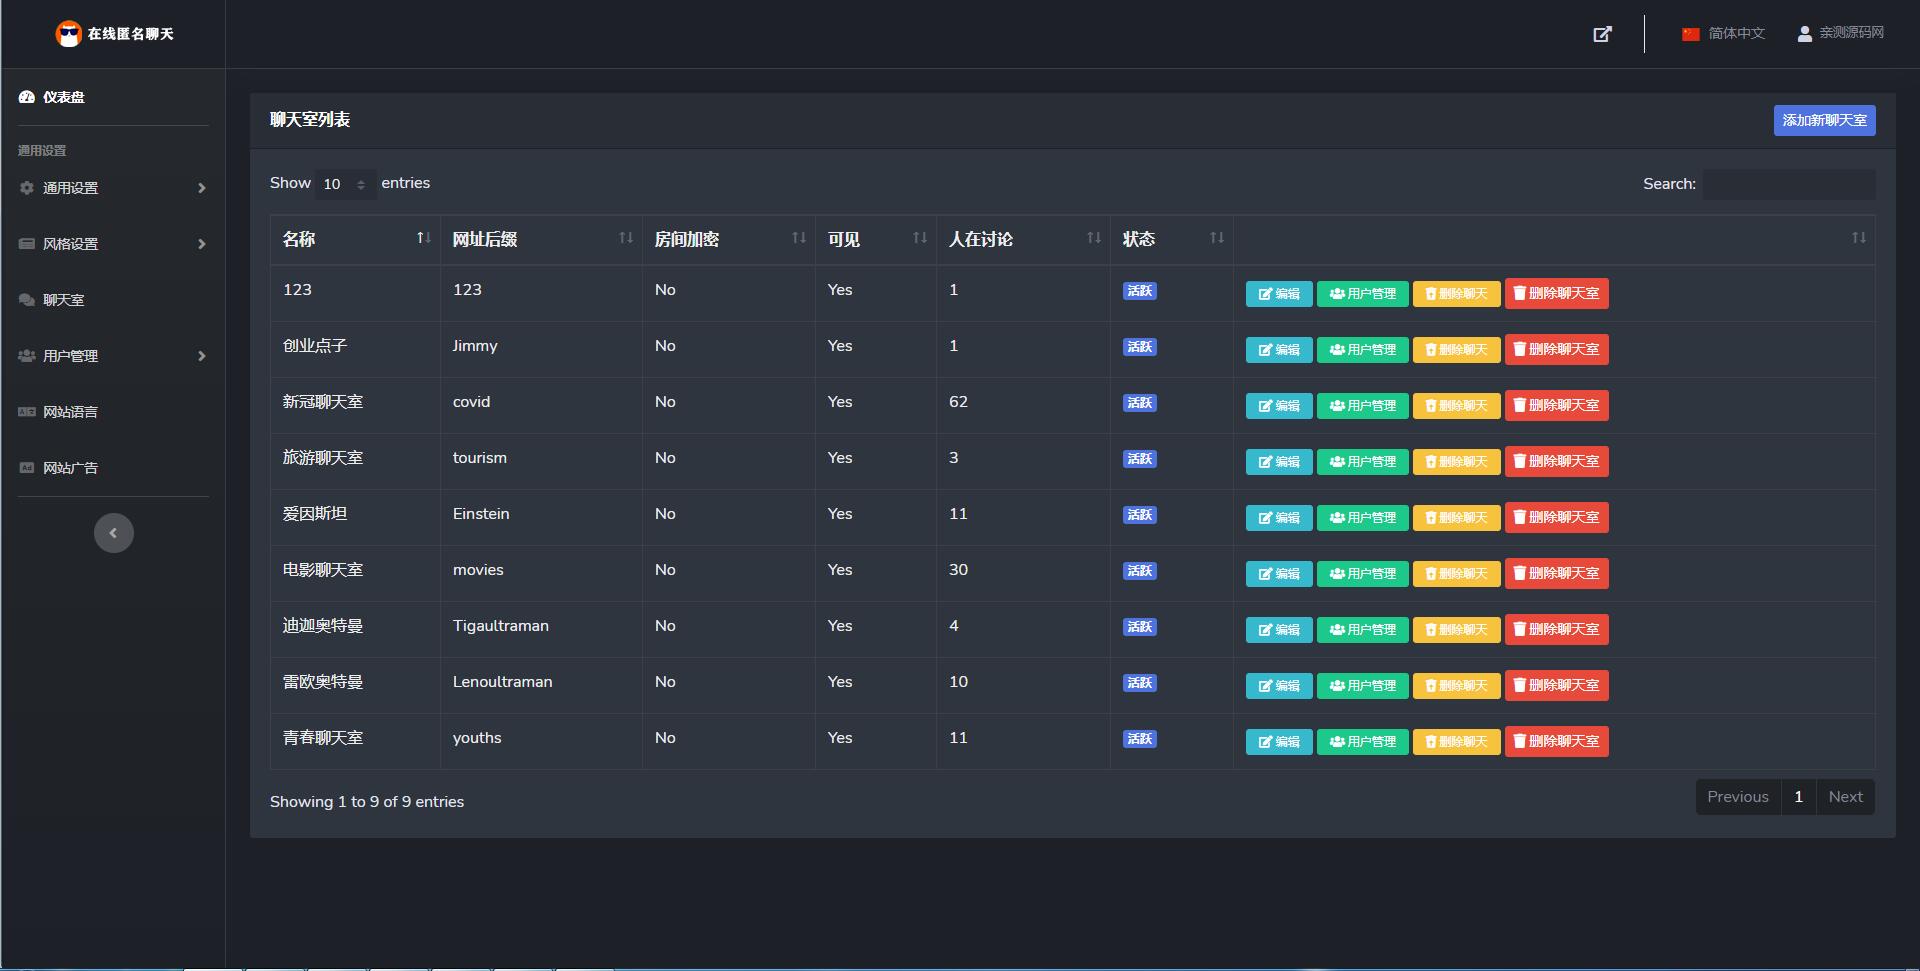 在线匿名聊天
简体中文 亲测源码网
仪表盘
通用设置
通用设置
风格设置
聊天室
用户管理
网站语言
网站广告
聊天室列表 添加新聊天室
Show 10 entries Search:
名称 网址后缀 房间加密 可见 人在讨论 状态
123 123 No Yes 1 活跃 编辑 用户管理 删除聊天 删除聊天室
创业点子 Jimmy No Yes 1 活跃 编辑 用户管理 删除聊天 删除聊天室
新冠聊天室 covid No Yes 62 活跃 编辑 用户管理 删除聊天 删除聊天室
旅游聊天室 tourism No Yes 3 活跃 编辑 用户管理 删除聊天 删除聊天室
爱因斯坦 Einstein No Yes 11 活跃 编辑 用户管理 删除聊天 删除聊天室
电影聊天室 movies No Yes 30 活跃 编辑 用户管理 删除聊天 删除聊天室
迪迦奥特曼 Tigaultraman No Yes 4 活跃 编辑 用户管理 删除聊天 删除聊天室
雷欧奥特曼 Lenoultraman No Yes 10 活跃 编辑 用户管理 删除聊天 删除聊天室
青春聊天室 youths No Yes 11 活跃 编辑 用户管理 删除聊天 删除聊天室
Showing 1 to 9 of 9 entries Previous 1 Next